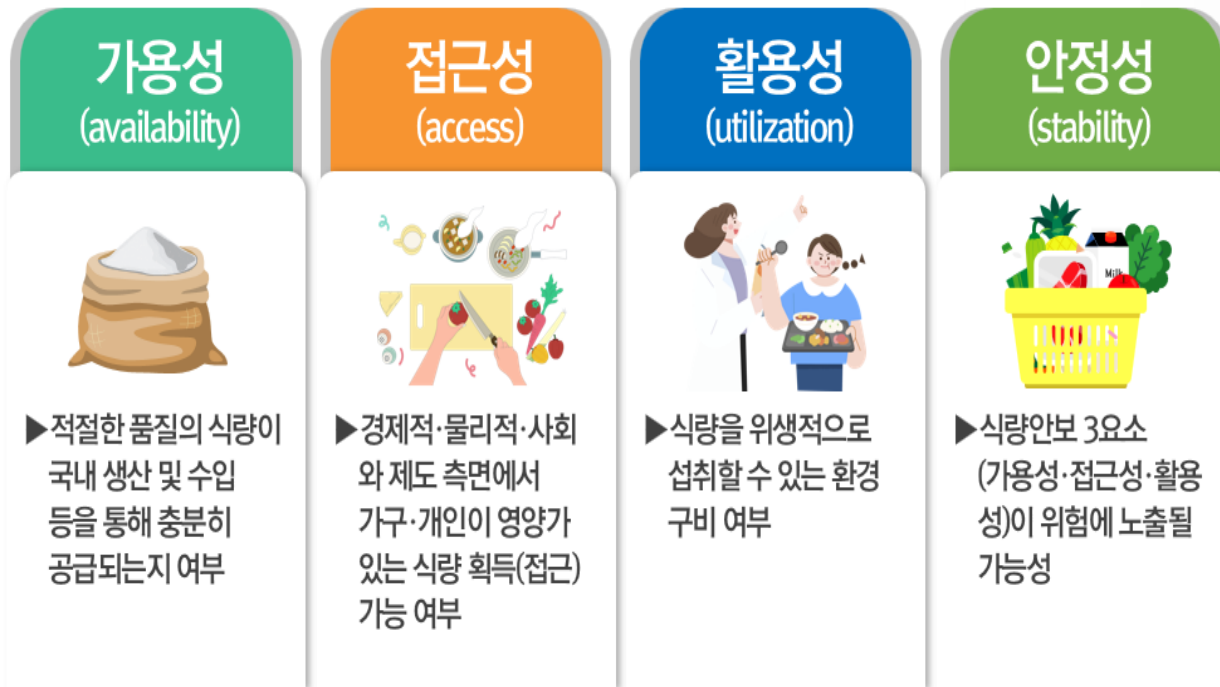 가용성
(availability)
▶적절한 품질의 식량이
국내 생산 및 수입
등을 통해 충분히
공급되는지 여부
접근성
(access)
▶경제적·물리적·사회
와 제도 측면에서
가구·개인이 영양가
있는 식량 획득(접근)
가능 여부
활용성
(utilization)
▶식량을 위생적으로
섭취할 수 있는 환경
구비 여부
안정성
(stability)
Milk
▶식량안보 3요소
(가용성·접근성·활용
성)이 위험에 노출될
가능성